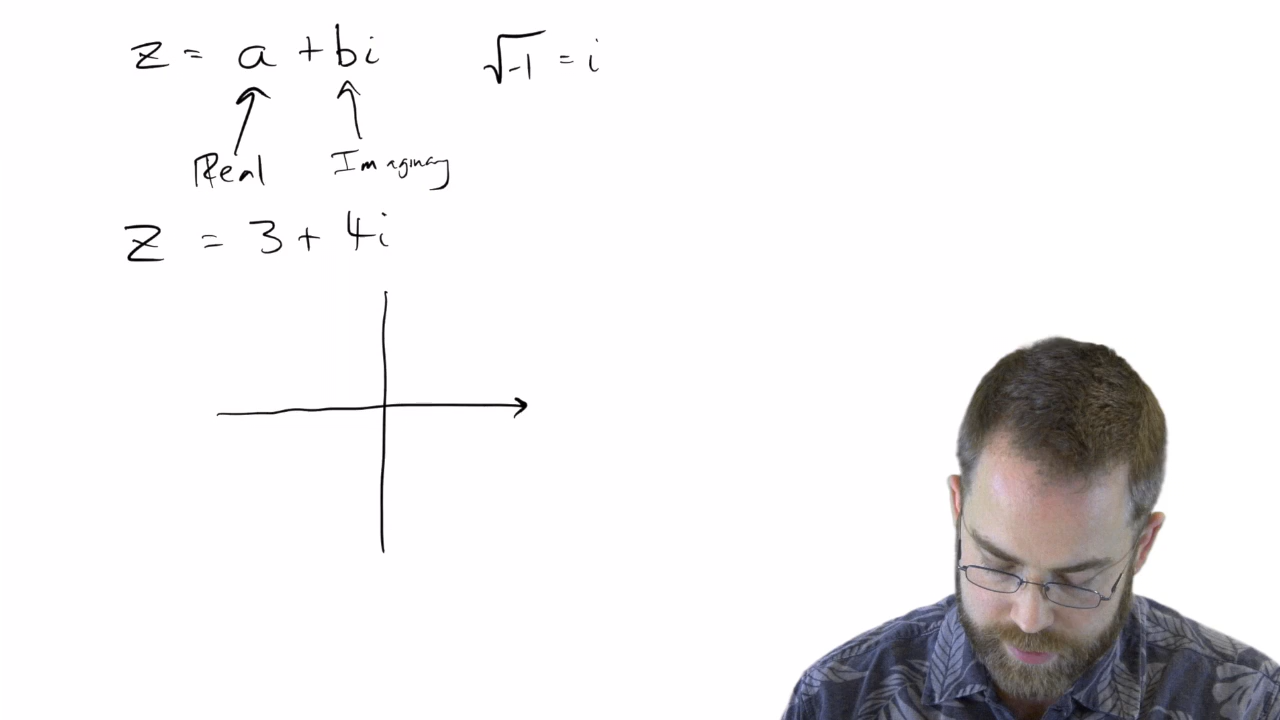 z = a + bi
√-1 = i
Real
Imaginary
z = 3 + 4i